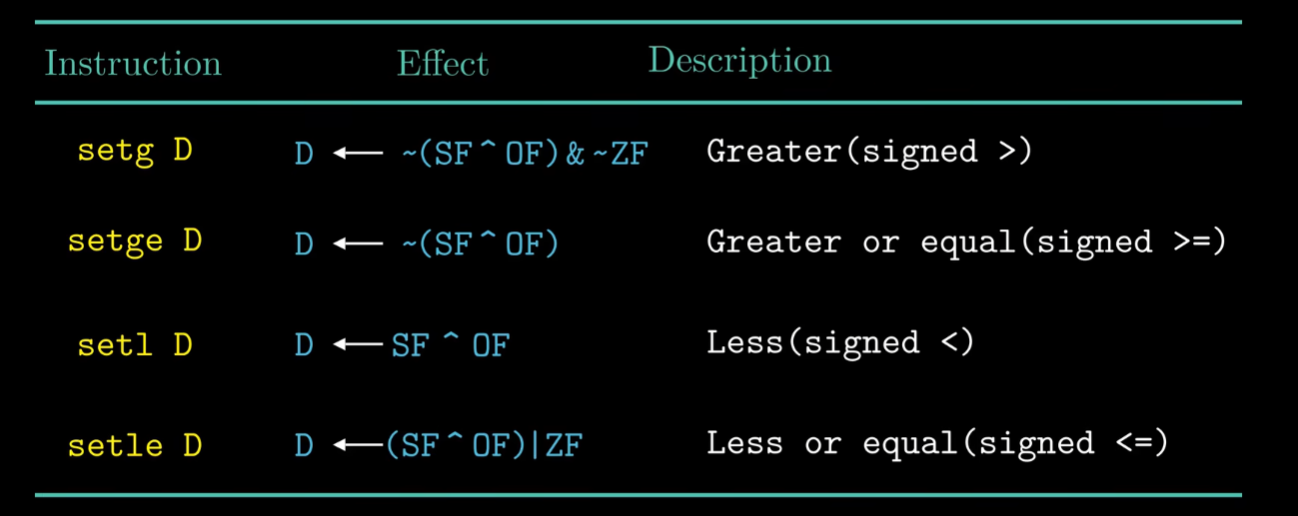 Instruction Effect Description
setg D D ← ~(SF ^ OF) & ~ZF Greater(signed >)
setge D D ← ~(SF ^ OF) Greater or equal(signed >=)
setl D D ← SF ^ OF Less(signed <)
setle D D ← (SF ^ OF)|ZF Less or equal(signed <=)